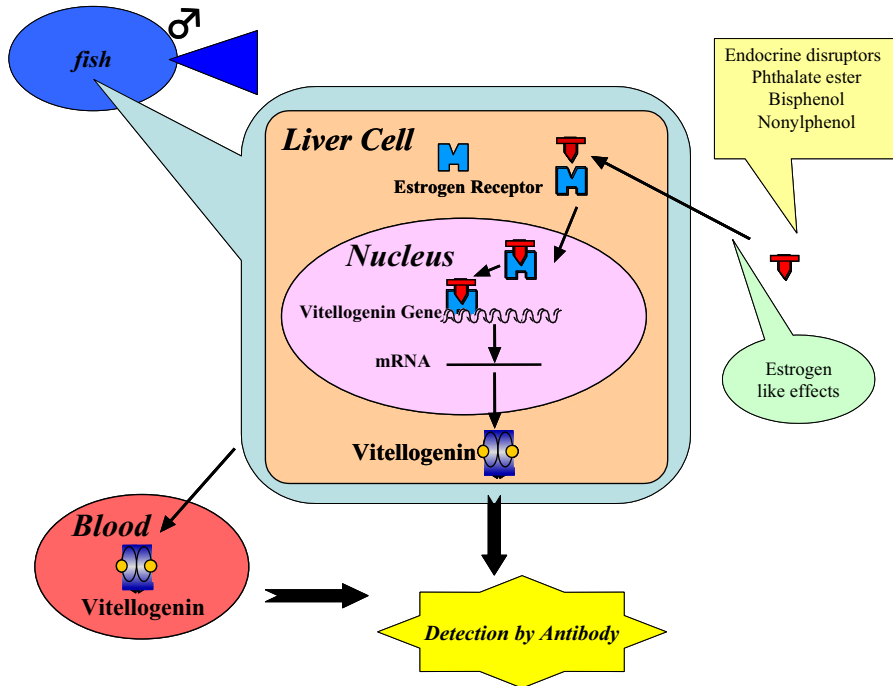 ♂
fish
Endocrine disruptors
Phthalate ester
Bisphenol
Nonylphenol
Liver Cell
Estrogen Receptor
Nucleus
Vitellogenin Gene
mRNA
Estrogen
like effects
Vitellogenin
Blood
Vitellogenin
Detection by Antibody